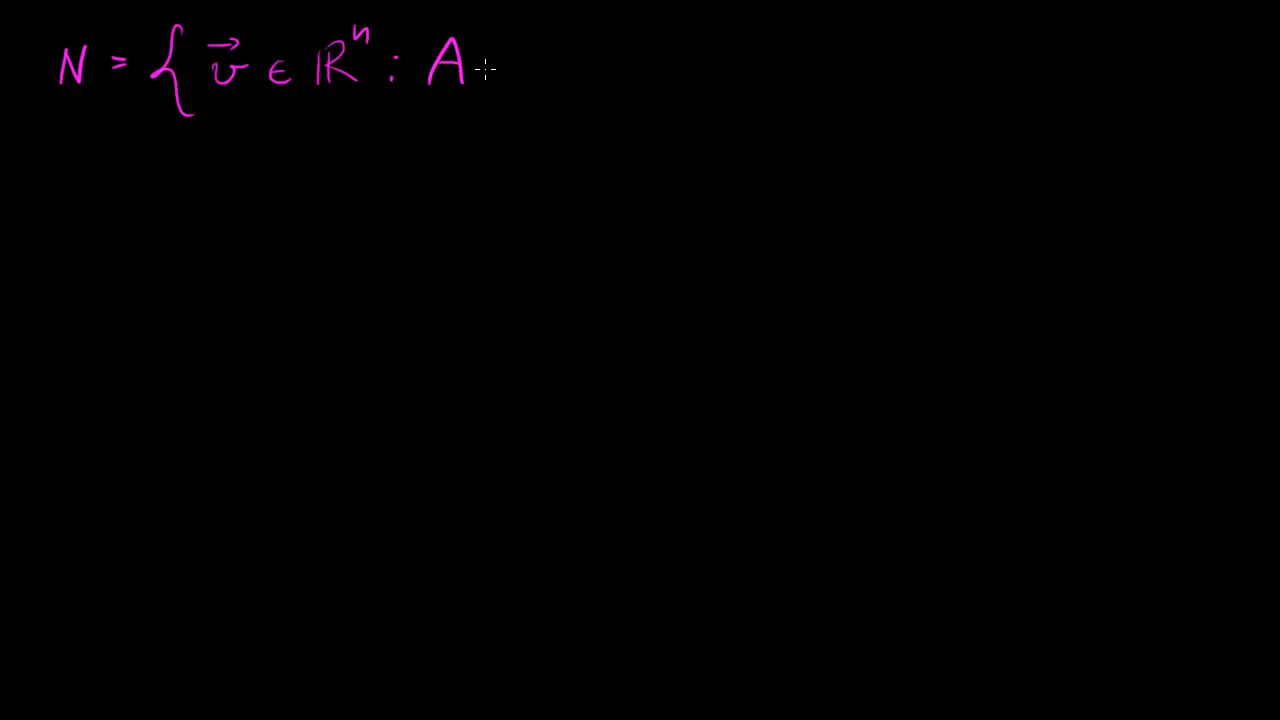 N = { v⃗ ∈ ℝⁿ : A